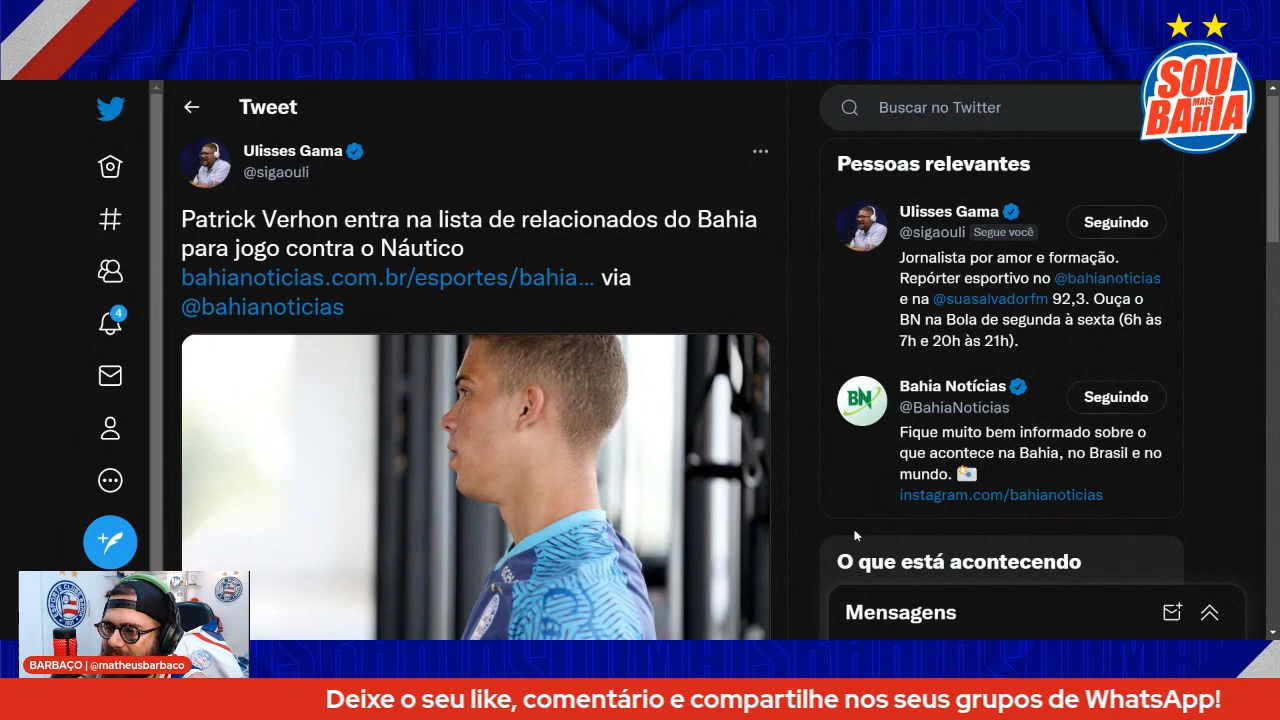 SOU
MAIS
BAHIA
Tweet
Buscar no Twitter
Ulisses Gama
@sigaouli
Patrick Verhon entra na lista de relacionados do Bahia
para jogo contra o Náutico
bahianoticias.com.br/esportes/bahia... via
@bahianoticias
4
Pessoas relevantes
Ulisses Gama
@sigaouli Segue você
Seguindo
Jornalista por amor e formação.
Repórter esportivo no @bahianoticias
e na @suasalvadorfm 92,3. Ouça o
BN na Bola de segunda à sexta (6h às
7h e 20h às 21h).
BN
Bahia Notícias
@BahiaNoticias
Seguindo
Fique muito bem informado sobre o
que acontece na Bahia, no Brasil e no
mundo.
instagram.com/bahianoticias
O que está acontecendo
Mensagens
BARBAÇO | @matheusbarbaco
Deixe o seu like, comentário e compartilhe nos seus grupos de WhatsApp!